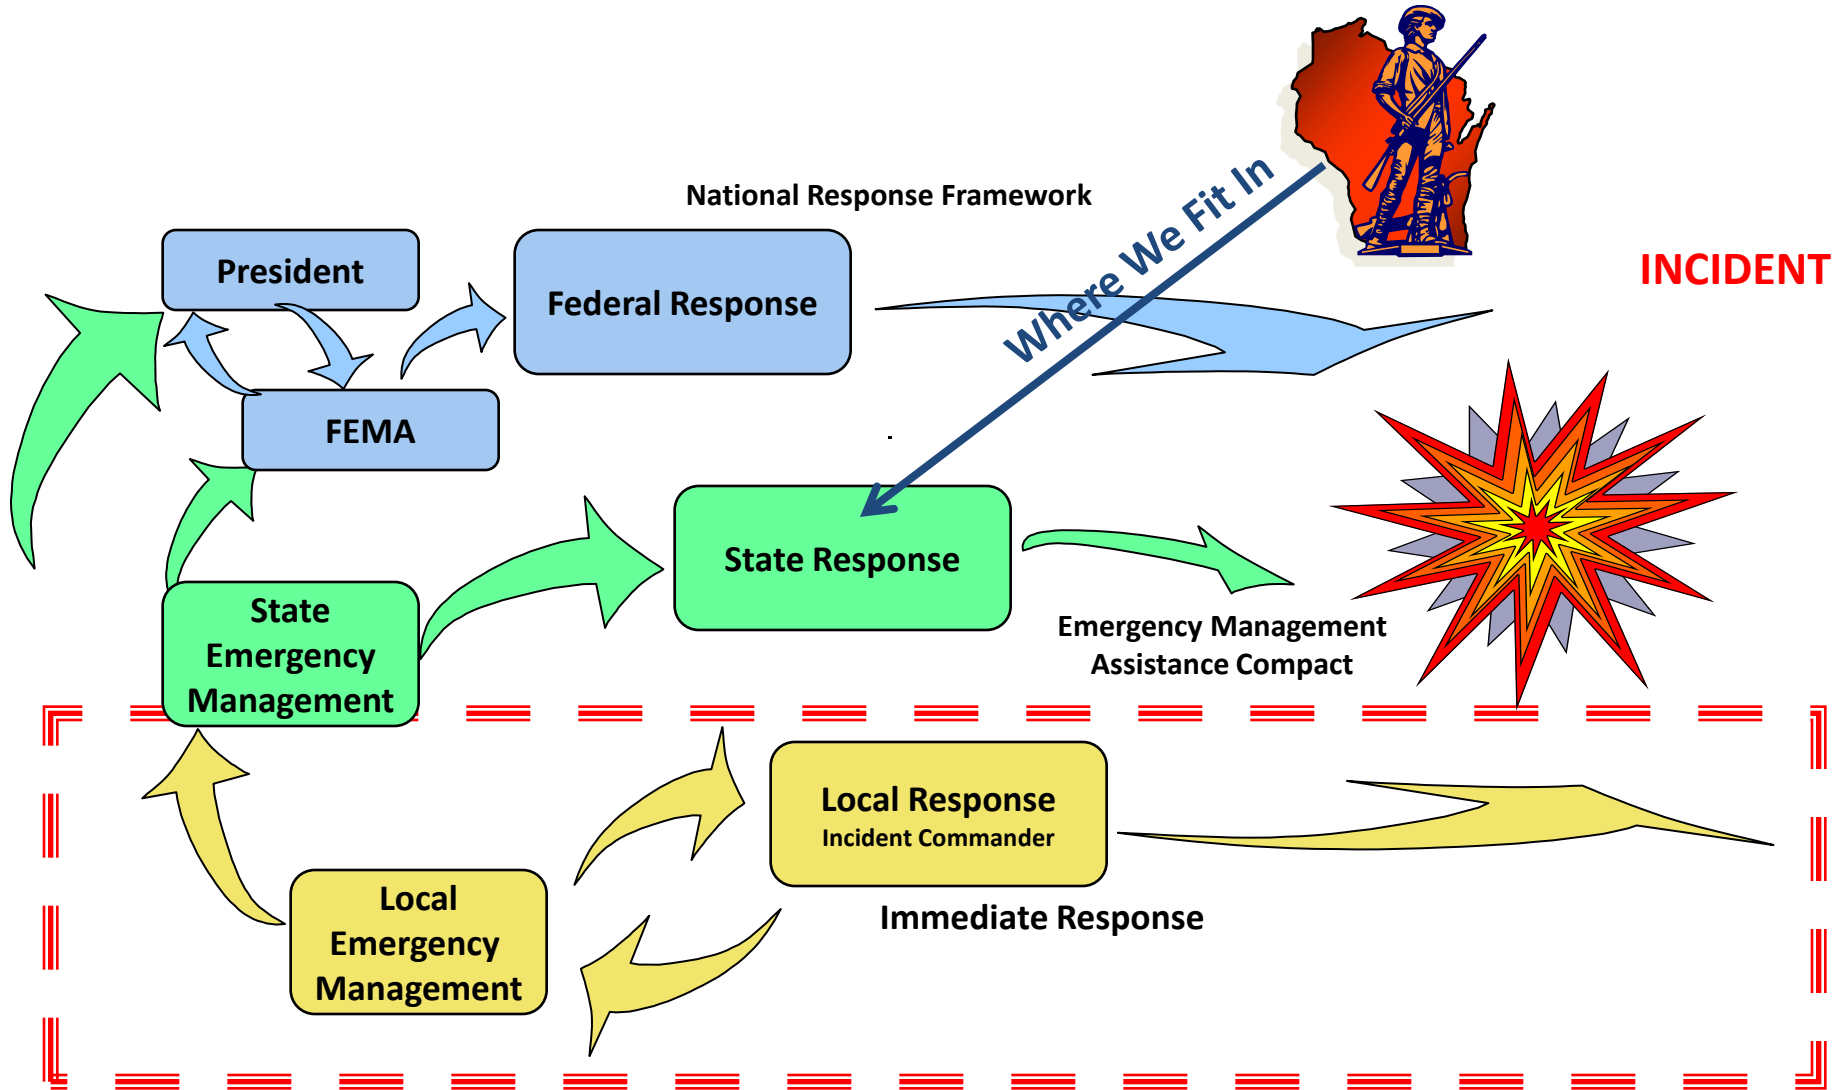 National Response Framework
Where We Fit In
INCIDENT
President
Federal Response
FEMA
State Response
State
Emergency
Management
Emergency Management
Assistance Compact
Local Response
Incident Commander
Immediate Response
Local
Emergency
Management